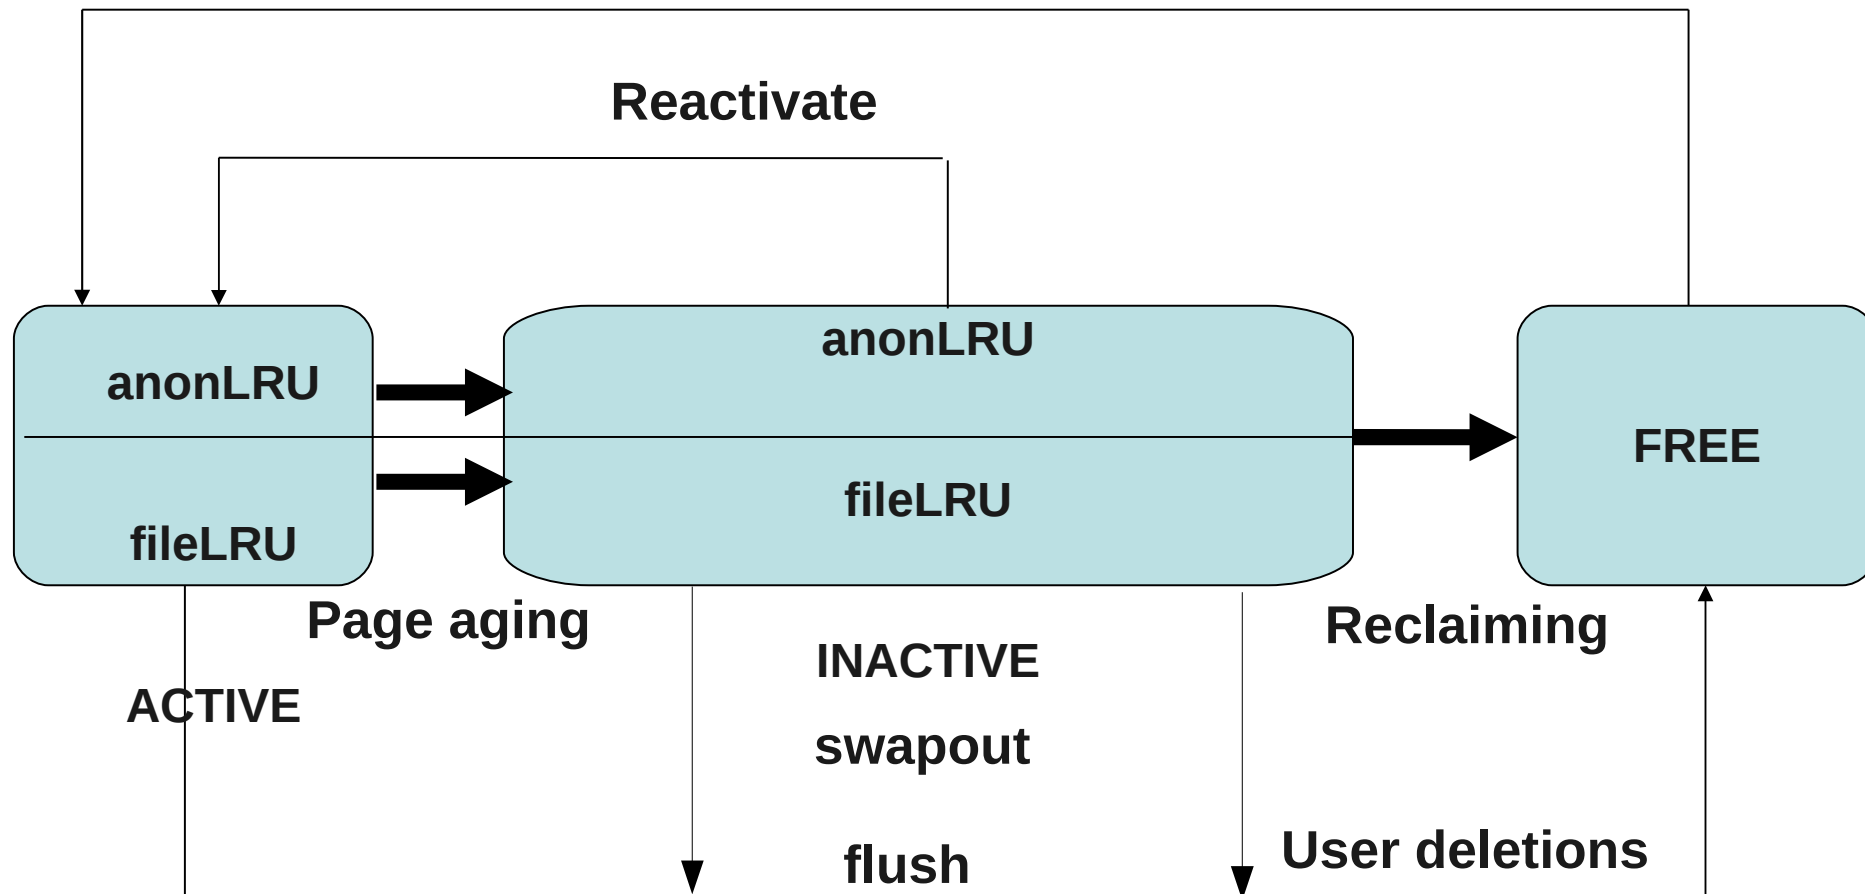 Reactivate
anonLRU
anonLRU
FREE
fileLRU
fileLRU
Page aging
Reclaiming
INACTIVE
ACTIVE
swapout
User deletions
flush